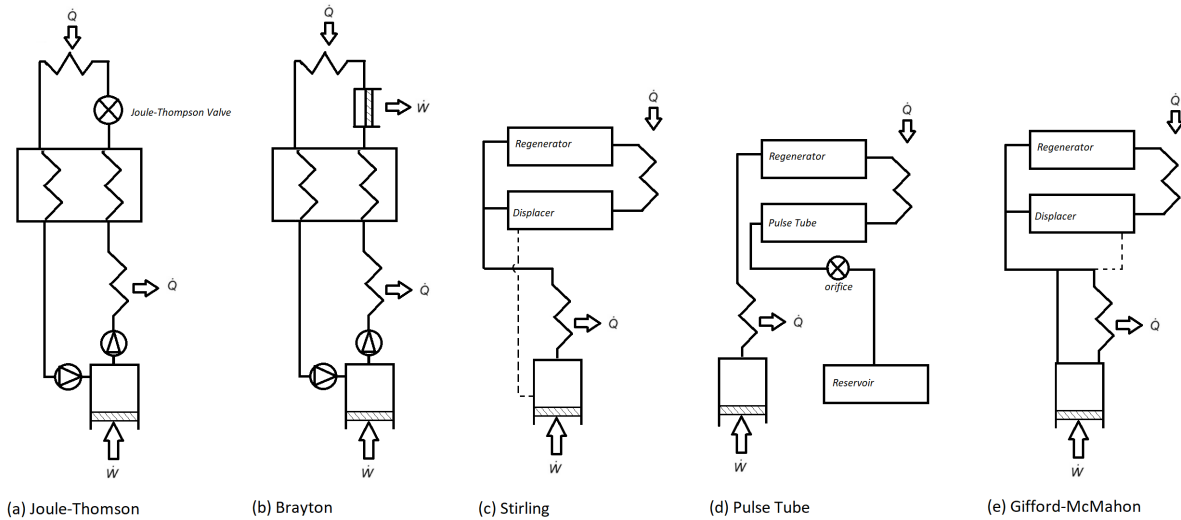 Q̇
Joule-Thompson Valve
Q̇
Ẇ
(a) Joule-Thomson
Q̇
Ẇ
Q̇
Ẇ
(b) Brayton
Q̇
Regenerator
Displacer
Q̇
Ẇ
(c) Stirling
Q̇
Regenerator
Pulse Tube
orifice
Q̇
Reservoir
Ẇ
(d) Pulse Tube
Q̇
Regenerator
Displacer
Q̇
Ẇ
(e) Gifford-McMahon